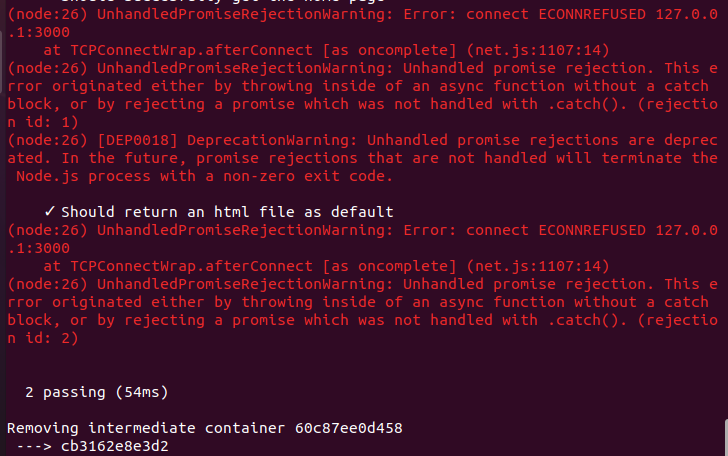 (node:26) UnhandledPromiseRejectionWarning: Error: connect ECONNREFUSED 127.0.0
.1:3000
at TCPConnectWrap.afterConnect [as oncomplete] (net.js:1107:14)
(node:26) UnhandledPromiseRejectionWarning: Unhandled promise rejection. This e
rror originated either by throwing inside of an async function without a catch
block, or by rejecting a promise which was not handled with .catch(). (rejectio
n id: 1)
(node:26) [DEP0018] DeprecationWarning: Unhandled promise rejections are deprec
ated. In the future, promise rejections that are not handled will terminate the
Node.js process with a non-zero exit code.
✓ Should return an html file as default
(node:26) UnhandledPromiseRejectionWarning: Error: connect ECONNREFUSED 127.0.0
.1:3000
at TCPConnectWrap.afterConnect [as oncomplete] (net.js:1107:14)
(node:26) UnhandledPromiseRejectionWarning: Unhandled promise rejection. This e
rror originated either by throwing inside of an async function without a catch
block, or by rejecting a promise which was not handled with .catch(). (rejectio
n id: 2)
2 passing (54ms)
Removing intermediate container 60c87ee0d458
---> cb3162e8e3d2